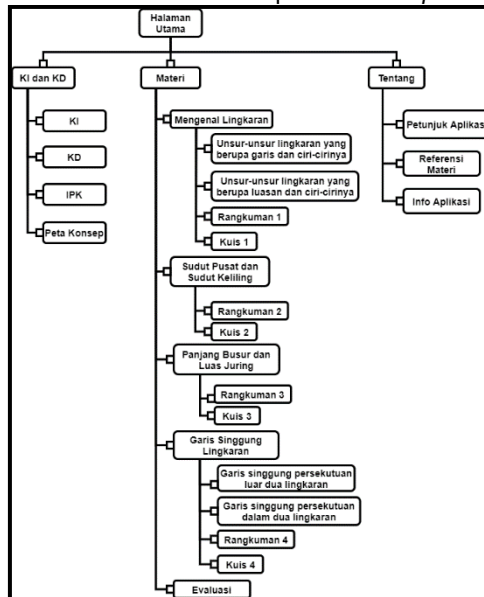 Halaman
Utama
KI dan KD
Materi
Tentang
KI
KD
IPK
Peta Konsep
Mengenal Lingkaran
Unsur-unsur lingkaran yang
berupa garis dan ciri-cirinya
Unsur-unsur lingkaran yang
berupa luasan dan ciri-cirinya
Rangkuman 1
Kuis 1
Sudut Pusat dan
Sudut Keliling
Rangkuman 2
Kuis 2
Panjang Busur dan
Luas Juring
Rangkuman 3
Kuis 3
Garis Singgung
Lingkaran
Garis singgung persekutuan
luar dua lingkaran
Garis singgung persekutuan
dalam dua lingkaran
Rangkuman 4
Kuis 4
Evaluasi
Petunjuk Aplikasi
Referensi
Materi
Info Aplikasi